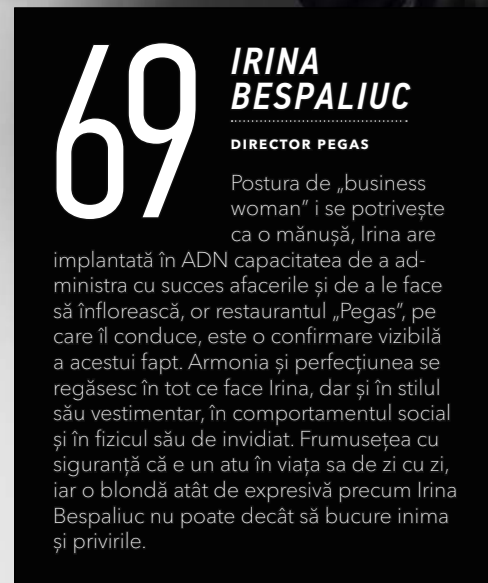 69
IRINA
BESPALIUC
DIRECTOR PEGAS
Postura de „business
woman” i se potrivește
ca o mănușă, Irina are
implantată în ADN capacitatea de a ad-
ministra cu succes afacerile și de a le face
să înflorească, or restaurantul „Pegas”, pe
care îl conduce, este o confirmare vizibilă
a acestui fapt. Armonia și perfecțiunea se
regăsesc în tot ce face Irina, dar și în stilul
său vestimentar, în comportamentul social
și în fizicul său de invidiat. Frumusețea cu
siguranță că e un atu în viața sa de zi cu zi,
iar o blondă atât de expresivă precum Irina
Bespaliuc nu poate decât să bucure inima
și privirile.